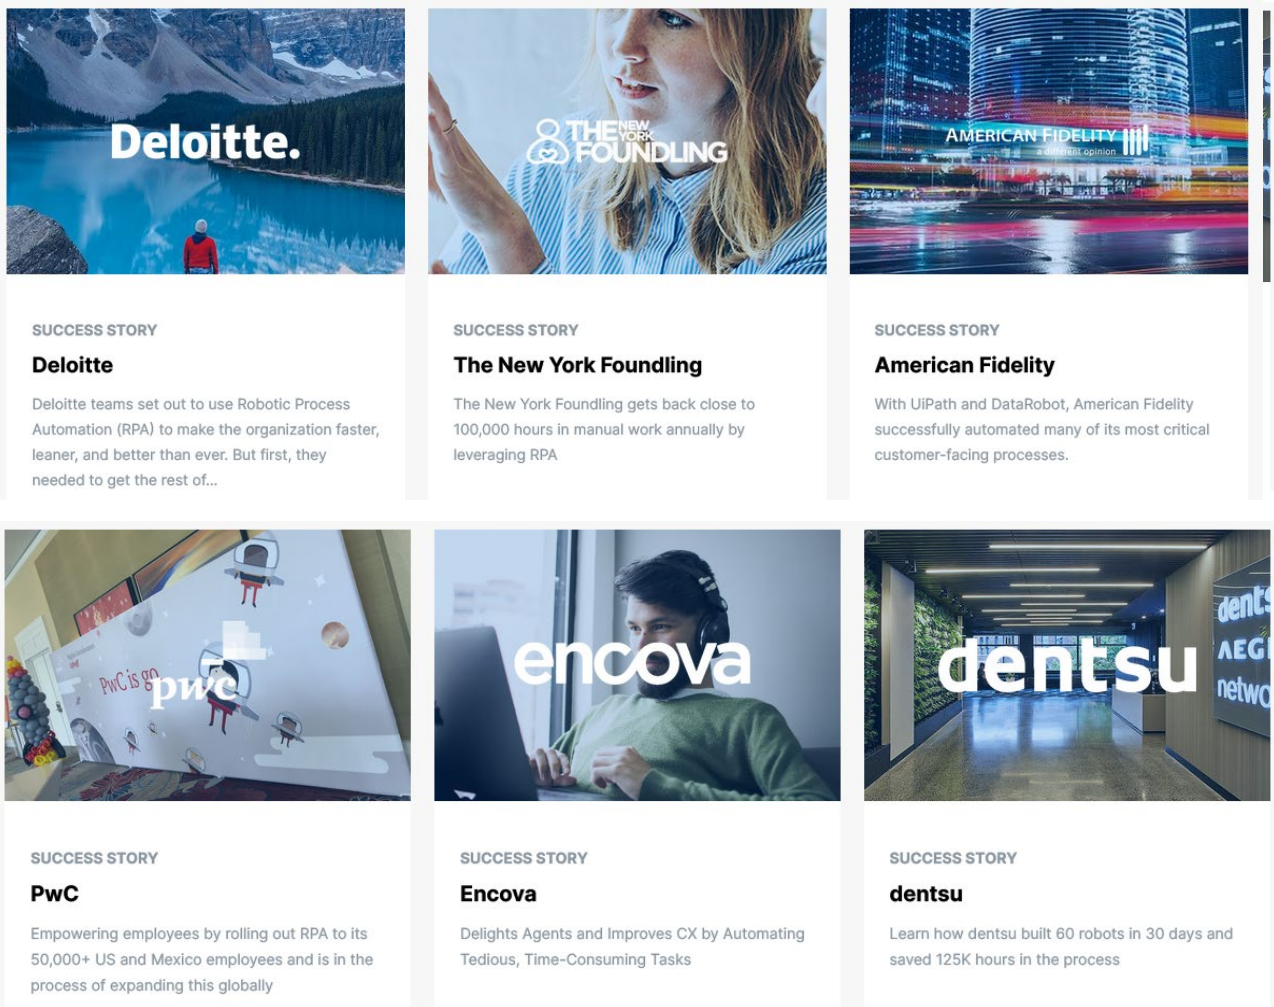 Deloitte.
THE NEW YORK
FOUNDLING
AMERICAN FIDELITY
a different opinion
SUCCESS STORY
Deloitte
Deloitte teams set out to use Robotic Process
Automation (RPA) to make the organization faster,
leaner, and better than ever. But first, they
needed to get the rest of...
SUCCESS STORY
The New York Foundling
The New York Foundling gets back close to
100,000 hours in manual work annually by
leveraging RPA
SUCCESS STORY
American Fidelity
With UiPath and DataRobot, American Fidelity
successfully automated many of its most critical
customer-facing processes.
PwC is go
pwc
encova
dentsu
dents
AEGI
netwo
SUCCESS STORY
PwC
Empowering employees by rolling out RPA to its
50,000+ US and Mexico employees and is in the
process of expanding this globally
SUCCESS STORY
Encova
Delights Agents and Improves CX by Automating
Tedious, Time-Consuming Tasks
SUCCESS STORY
dentsu
Learn how dentsu built 60 robots in 30 days and
saved 125K hours in the process